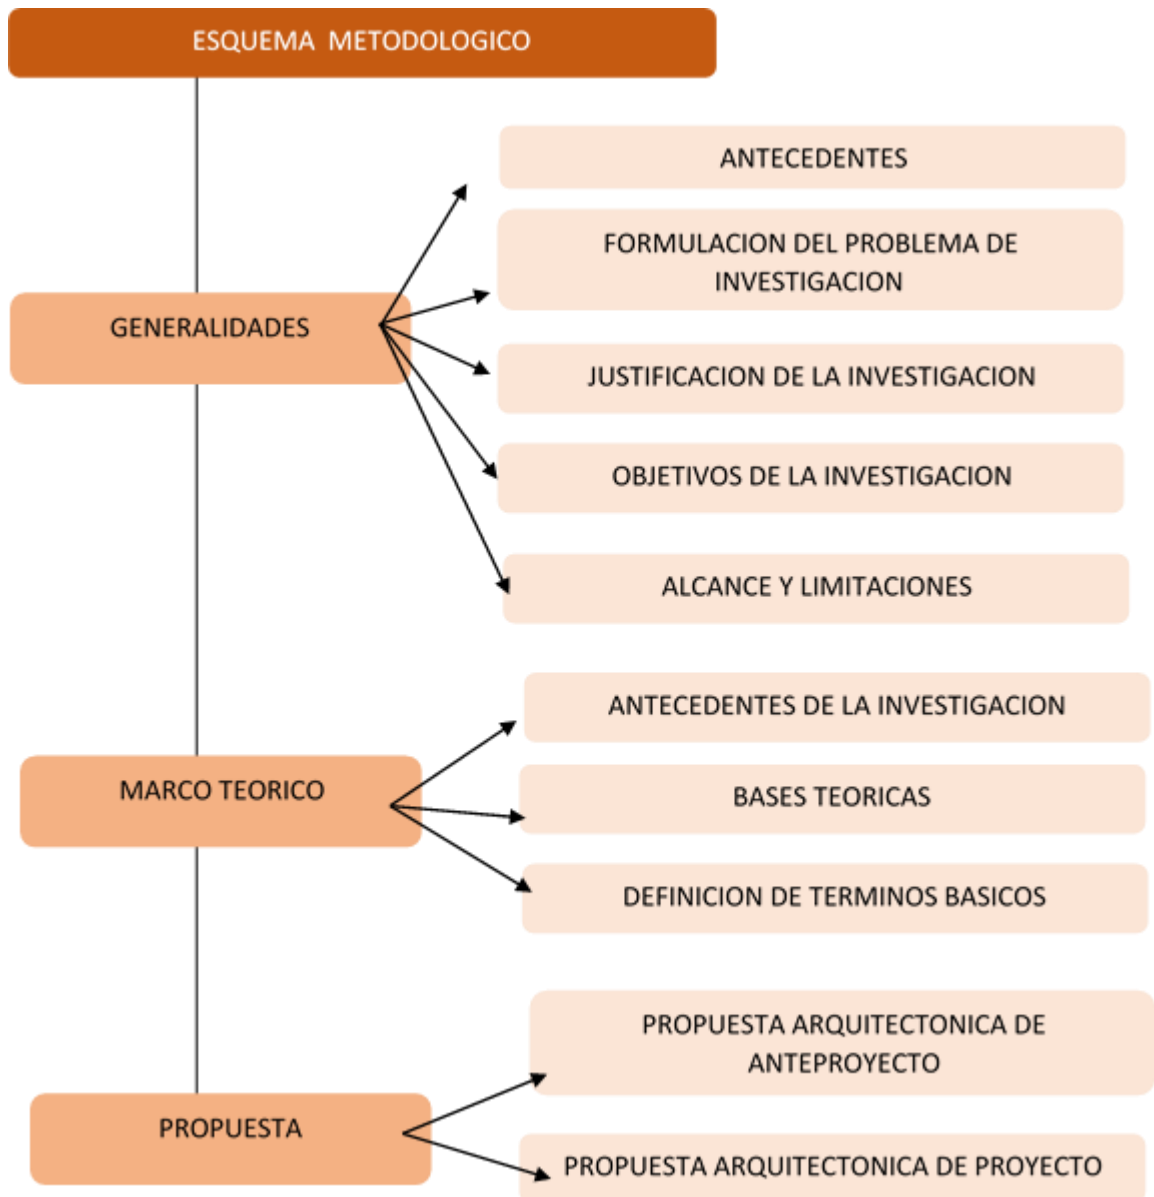 ESQUEMA  METODOLOGICO
ANTECEDENTES
FORMULACION DEL PROBLEMA DE
INVESTIGACION
GENERALIDADES
JUSTIFICACION DE LA INVESTIGACION
OBJETIVOS DE LA INVESTIGACION
ALCANCE Y LIMITACIONES
ANTECEDENTES DE LA INVESTIGACION
MARCO TEORICO
BASES TEORICAS
DEFINICION DE TERMINOS BASICOS
PROPUESTA ARQUITECTONICA DE
ANTEPROYECTO
PROPUESTA
PROPUESTA ARQUITECTONICA DE PROYECTO